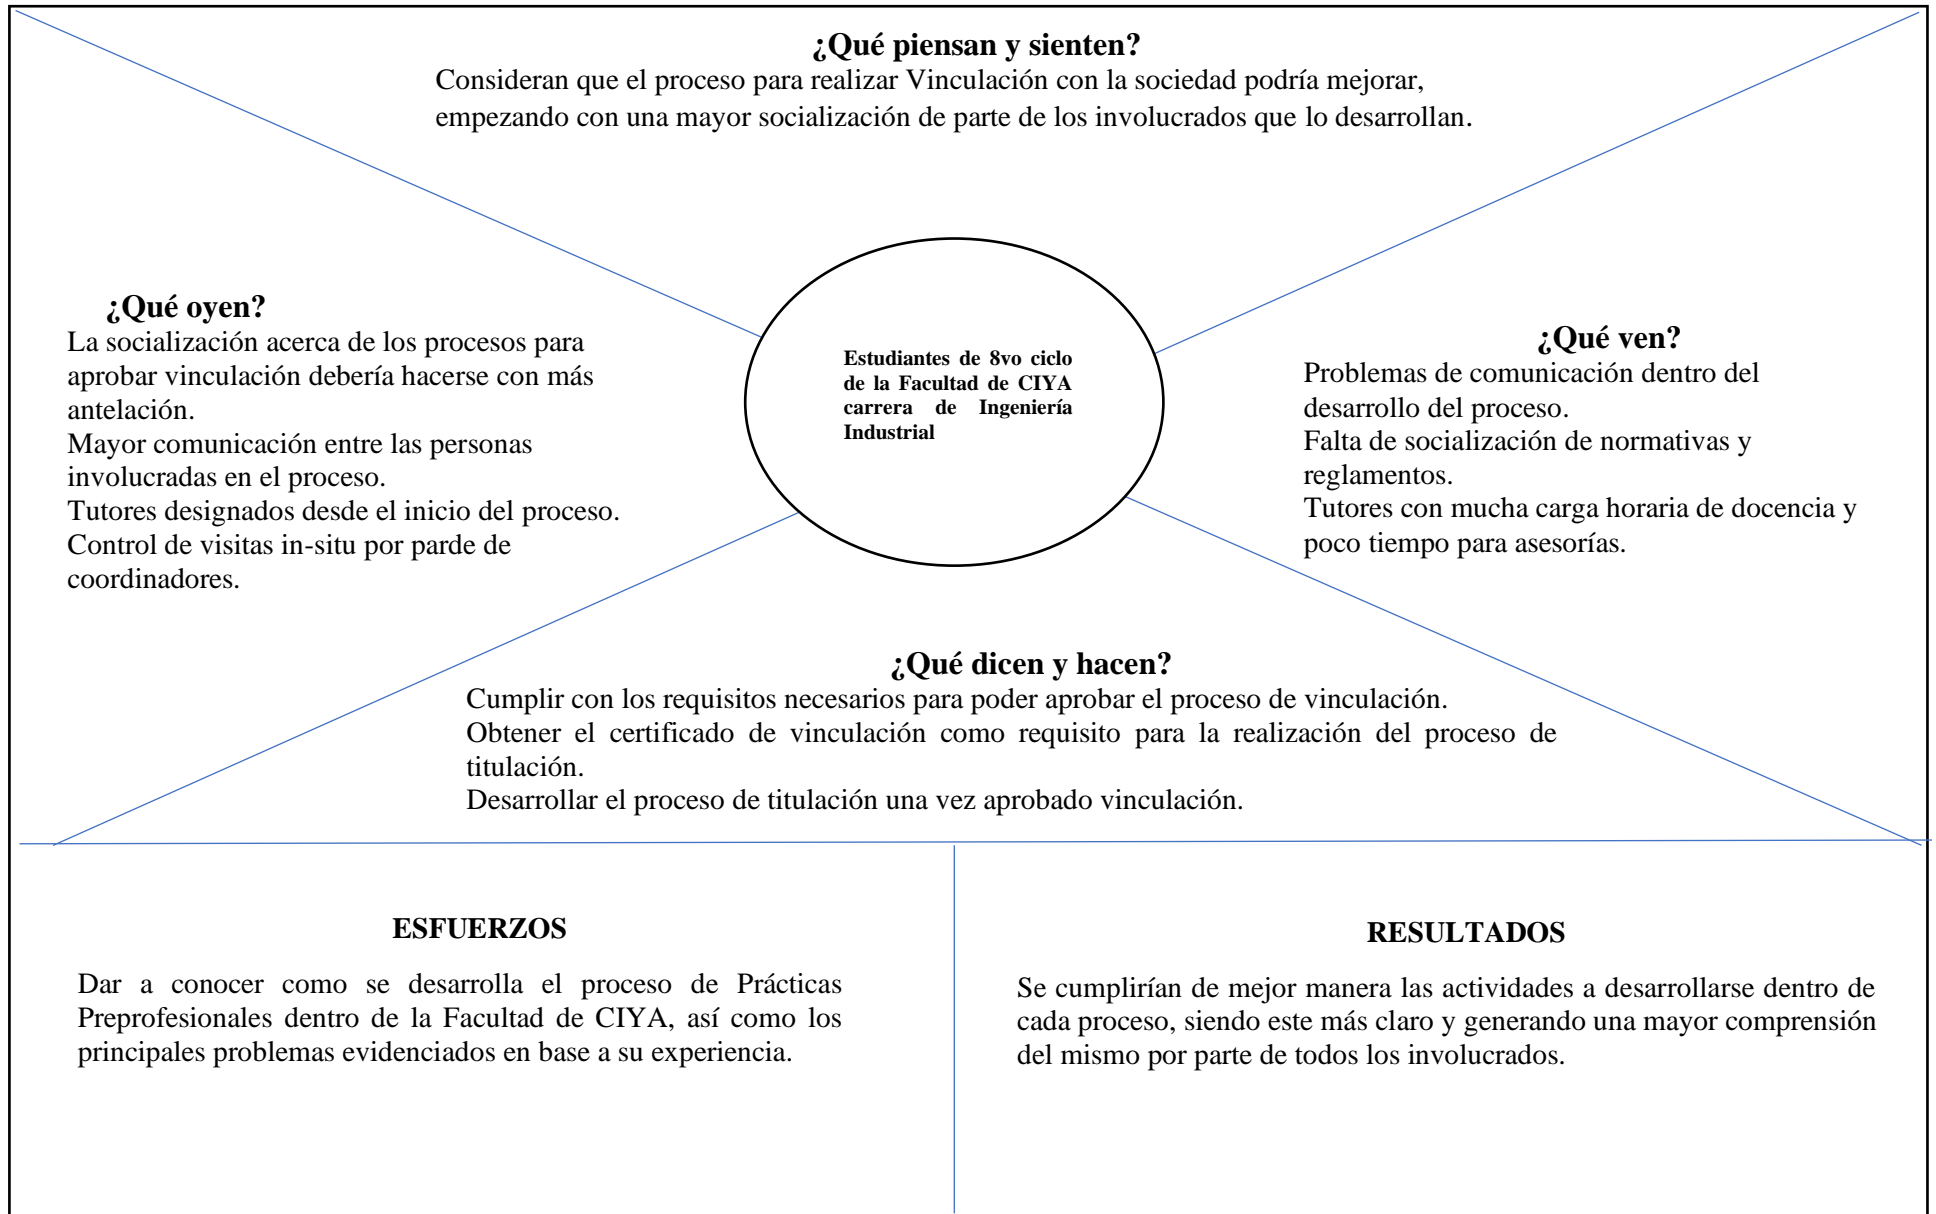 ¿Qué piensan y sienten?
Consideran que el proceso para realizar Vinculación con la sociedad podría mejorar,
empezando con una mayor socialización de parte de los involucrados que lo desarrollan.
¿Qué oyen?
La socialización acerca de los procesos para
aprobar vinculación debería hacerse con más
antelación.
Mayor comunicación entre las personas
involucradas en el proceso.
Tutores designados desde el inicio del proceso.
Control de visitas in-situ por parde de
coordinadores.
Estudiantes de 8vo ciclo
de la Facultad de CIYA
carrera de Ingeniería
Industrial
¿Qué ven?
Problemas de comunicación dentro del
desarrollo del proceso.
Falta de socialización de normativas y
reglamentos.
Tutores con mucha carga horaria de docencia y
poco tiempo para asesorías.
¿Qué dicen y hacen?
Cumplir con los requisitos necesarios para poder aprobar el proceso de vinculación.
Obtener el certificado de vinculación como requisito para la realización del proceso de
titulación.
Desarrollar el proceso de titulación una vez aprobado vinculación.
ESFUERZOS
Dar a conocer como se desarrolla el proceso de Prácticas
Preprofesionales dentro de la Facultad de CIYA, así como los
principales problemas evidenciados en base a su experiencia.
RESULTADOS
Se cumplirían de mejor manera las actividades a desarrollarse dentro de
cada proceso, siendo este más claro y generando una mayor comprensión
del mismo por parte de todos los involucrados.